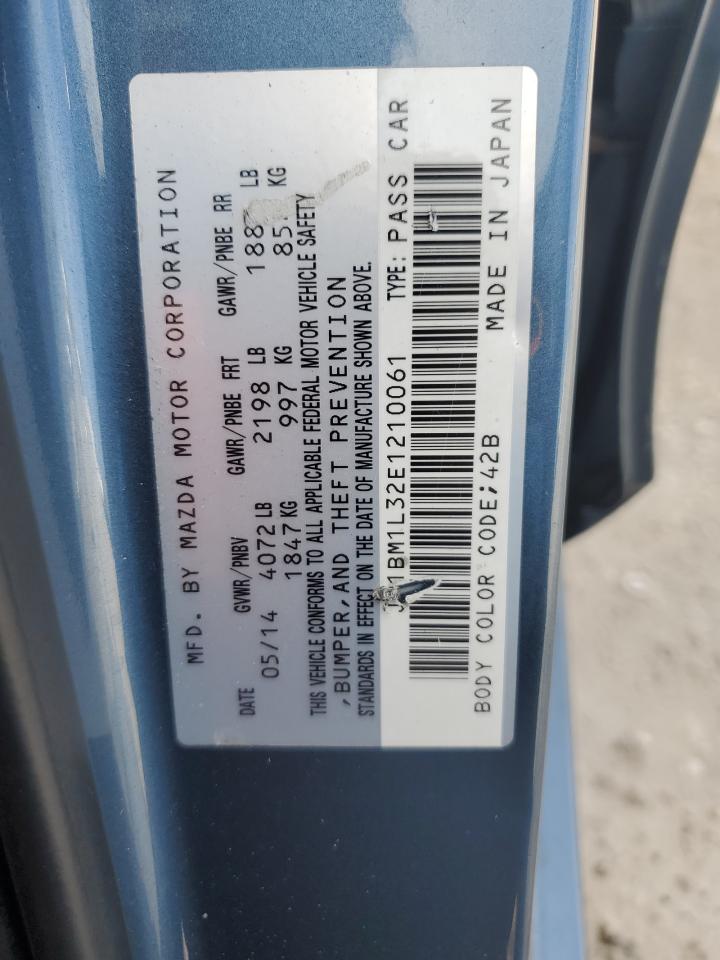 MFD. BY MAZDA MOTOR CORPORATION
DATE GVWR/PNBV GAWR/PNBE FRT GAWR/PNBE RR
05/14 4072 LB 2198 LB LB
1847 KG 997 KG KG
THIS VEHICLE CONFORMS TO ALL APPLICABLE FEDERAL MOTOR VEHICLE SAFETY
,BUMPER,AND THEFT PREVENTION
STANDARDS IN EFFECT ON THE DATE OF MANUFACTURE SHOWN ABOVE.
1BM1L32E1210061 TYPE: PASS CAR
BODY COLOR CODE;42B MADE IN JAPAN